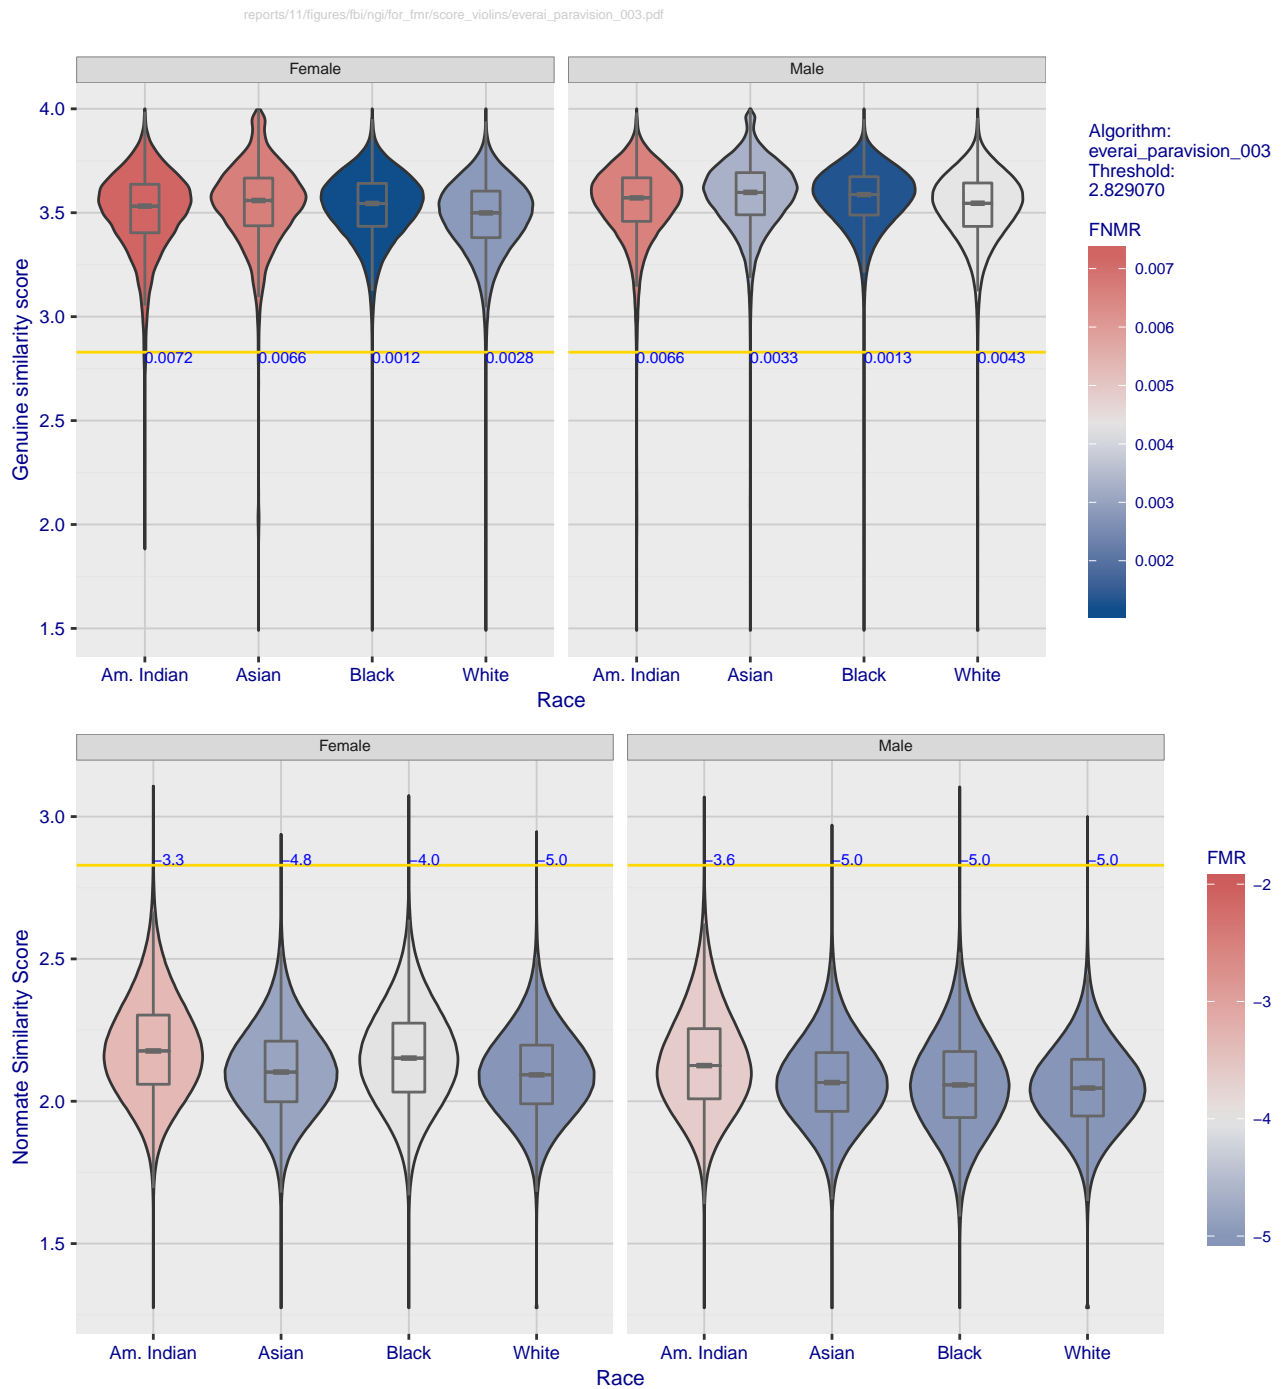 reports/11/figures/fbi/ngi/for_fmr/score_violins/everai_paravision_003.pdf
Female
Male
Genuine similarity score
4.0
3.5
3.0
2.5
2.0
1.5
0.0072
0.0066
0.0012
0.0028
0.0066
0.0033
0.0013
0.0043
Am. Indian
Asian
Black
White
Am. Indian
Asian
Black
White
Race
Algorithm:
everai_paravision_003
Threshold:
2.829070
FNMR
0.007
0.006
0.005
0.004
0.003
0.002
Female
Male
Nonmate Similarity Score
3.0
2.5
2.0
1.5
−3.3
−4.8
−4.0
−5.0
−3.6
−5.0
−5.0
−5.0
Am. Indian
Asian
Black
White
Am. Indian
Asian
Black
White
Race
FMR
−2
−3
−4
−5